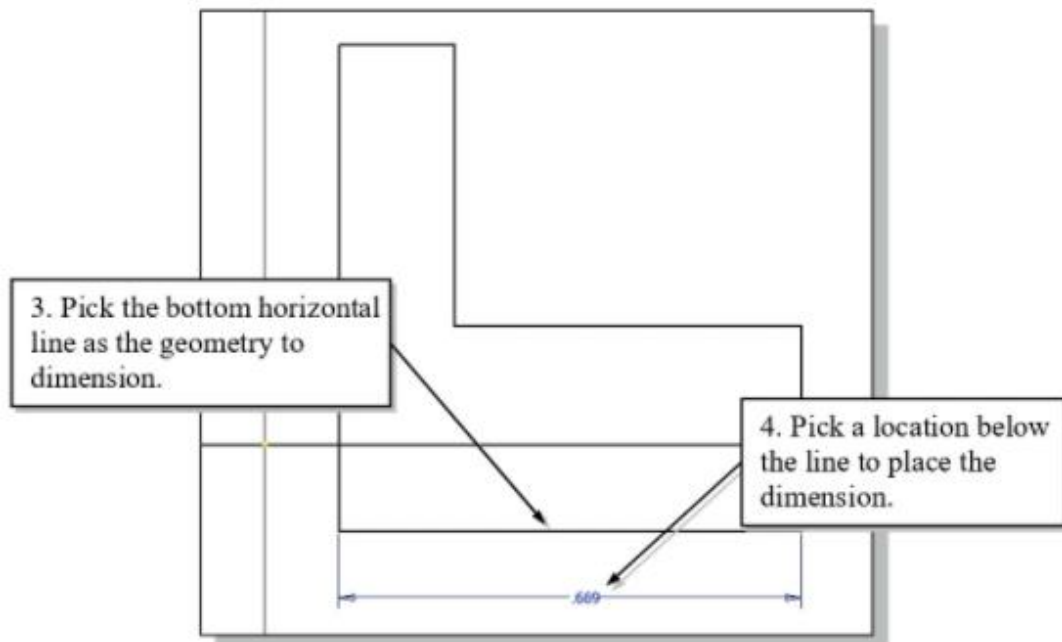 3. Pick the bottom horizontal
line as the geometry to
dimension.
4. Pick a location below
the line to place the
dimension.
.669